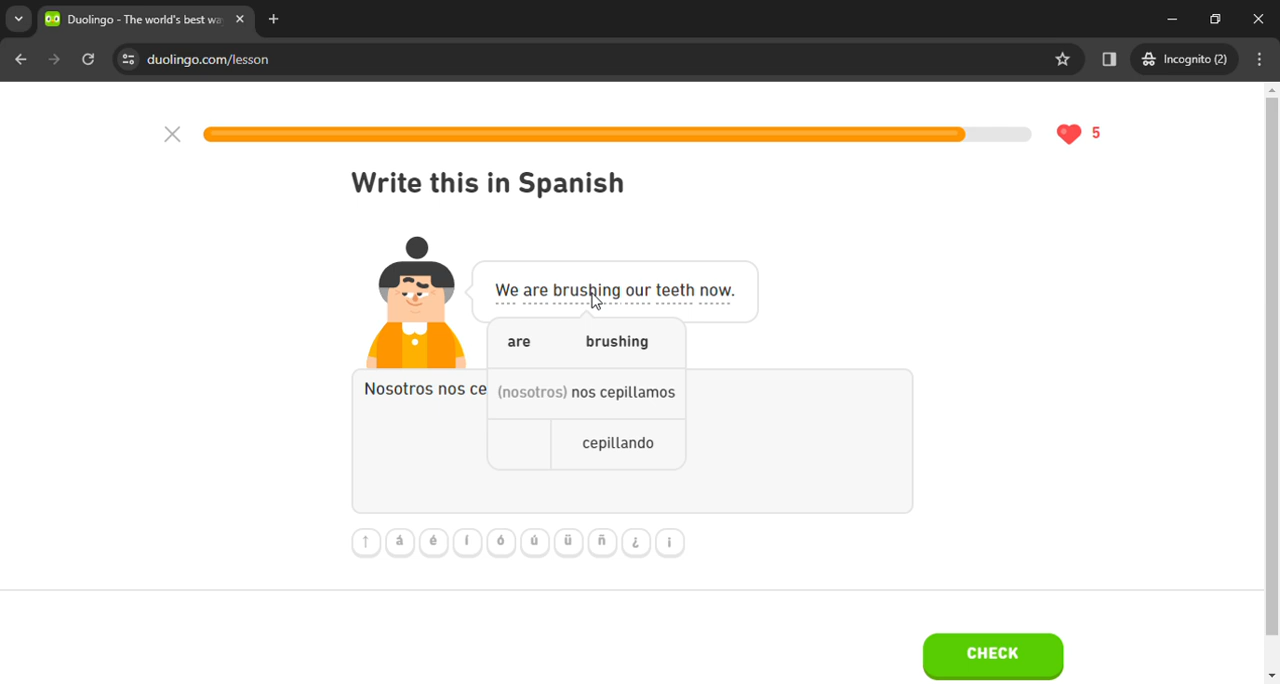 Duolingo - The world's best wa
duolingo.com/lesson
Incognito (2)
5
Write this in Spanish
We are brushing our teeth now.
are brushing
Nosotros nos ce
(nosotros) nos cepillamos
cepillando
↑ á é í ó ú ü ñ ¿ ¡
CHECK